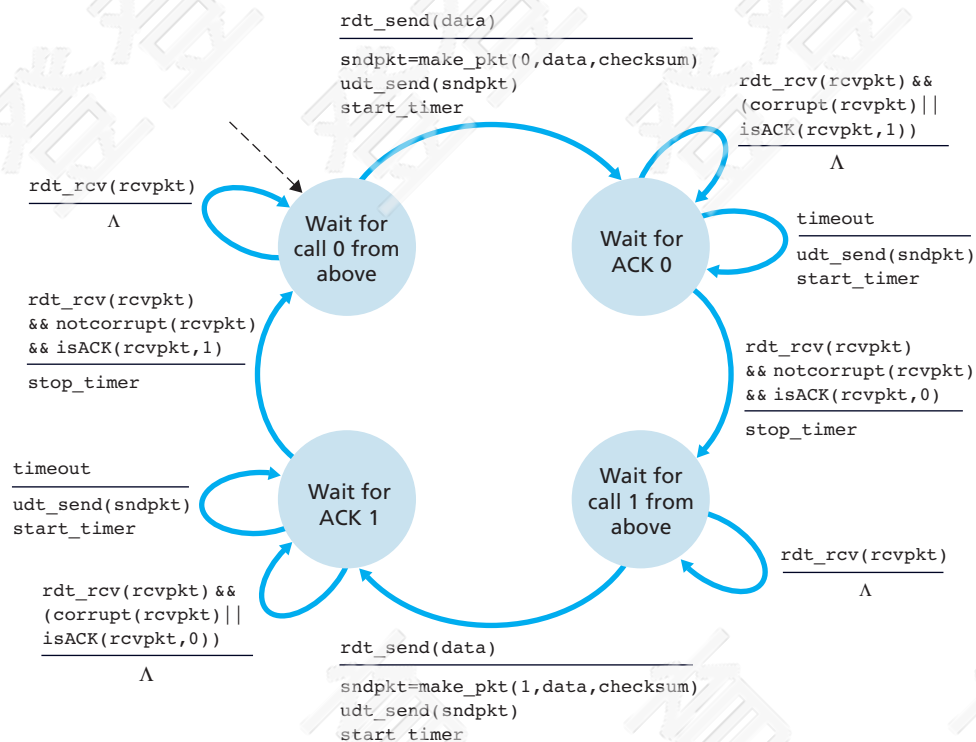 rdt_send(data)
sndpkt=make_pkt(0,data,checksum)
udt_send(sndpkt)
start_timer
rdt_rcv(rcvpkt) &&
(corrupt(rcvpkt)||
isACK(rcvpkt,1))
Λ
rdt_rcv(rcvpkt)
Λ
Wait for
call 0 from
above
Wait for
ACK 0
timeout
udt_send(sndpkt)
start_timer
rdt_rcv(rcvpkt)
&& notcorrupt(rcvpkt)
&& isACK(rcvpkt,1)
stop_timer
rdt_rcv(rcvpkt)
&& notcorrupt(rcvpkt)
&& isACK(rcvpkt,0)
stop_timer
timeout
udt_send(sndpkt)
start_timer
Wait for
ACK 1
Wait for
call 1 from
above
rdt_rcv(rcvpkt)
Λ
rdt_rcv(rcvpkt) &&
(corrupt(rcvpkt)||
isACK(rcvpkt,0))
Λ
rdt_send(data)
sndpkt=make_pkt(1,data,checksum)
udt_send(sndpkt)
start_timer